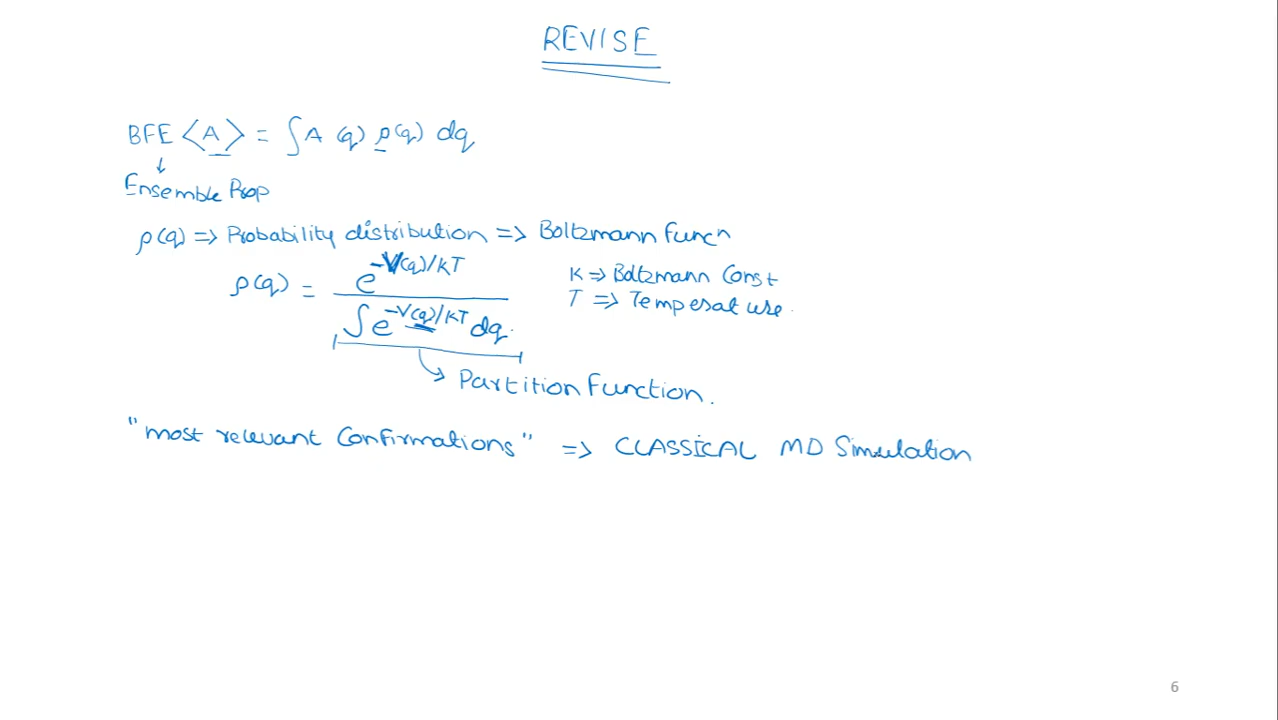 REVISE
BFE <A> = ∫A (q) ρ(q) dq
↓
Ensemble Prop
ρ(q) => Probability distribution => Boltzmann Funcn
ρ(q) = e^-V(q)/KT / ∫e^-V(q)/KT dq.
K => Boltzmann Const
T => Temperature.
Partition Function.
"most relevant Confirmations" => CLASSICAL MD Simulation
6